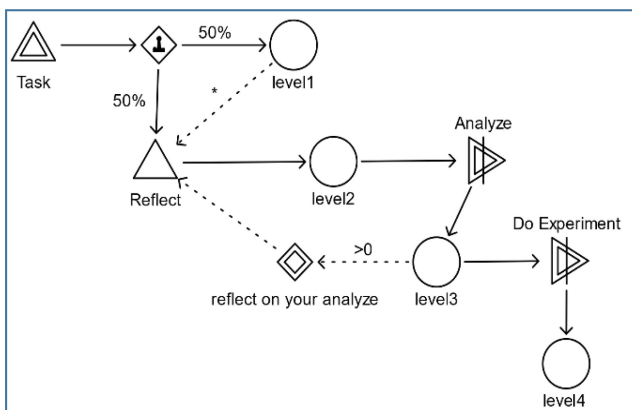 50%
Task
level1
*
50%
Analyze
Reflect
level2
Do Experiment
>0
reflect on your analyze
level3
level4